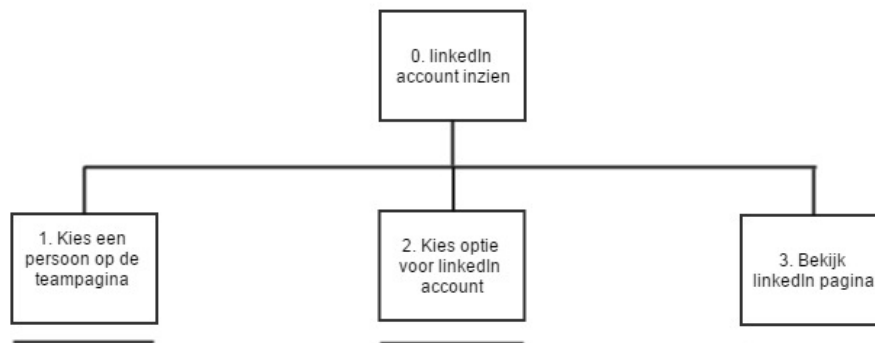 0. linkedIn
account inzien
1. Kies een
persoon op de
teampagina
2. Kies optie
voor linkedIn
account
3. Bekijk
linkedIn pagina